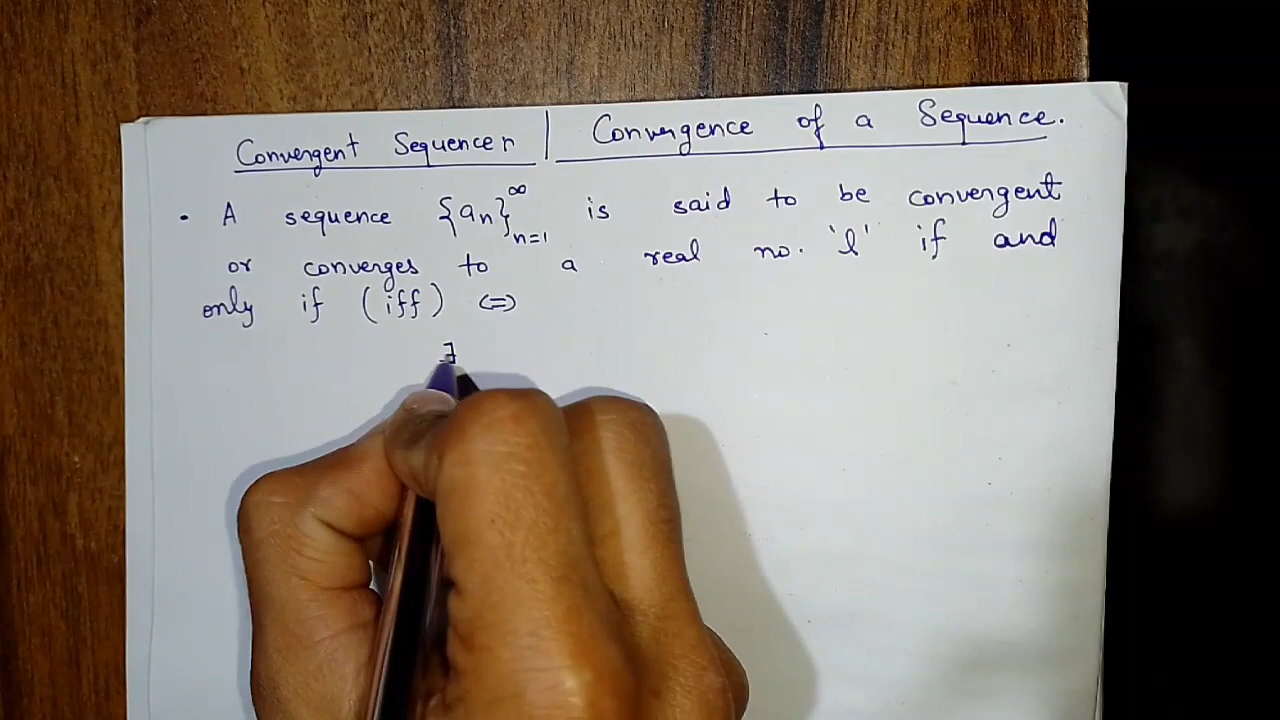 Convergent Sequencer | Convergence of a Sequence.
• A sequence {an}∞n=1 is said to be convergent
or converges to a real no. 'l' if and
only if (iff) ⇔
∃